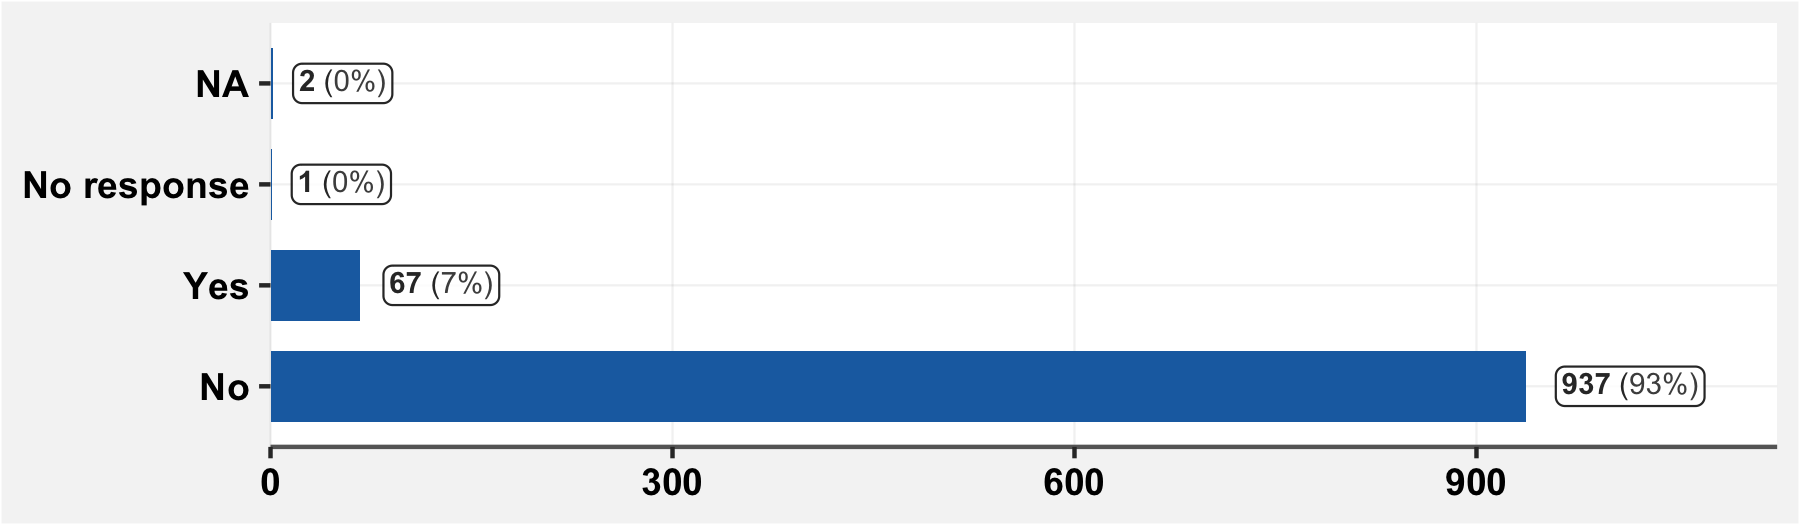 NA 2 (0%)
No response 1 (0%)
Yes 67 (7%)
No 937 (93%)
0 300 600 900